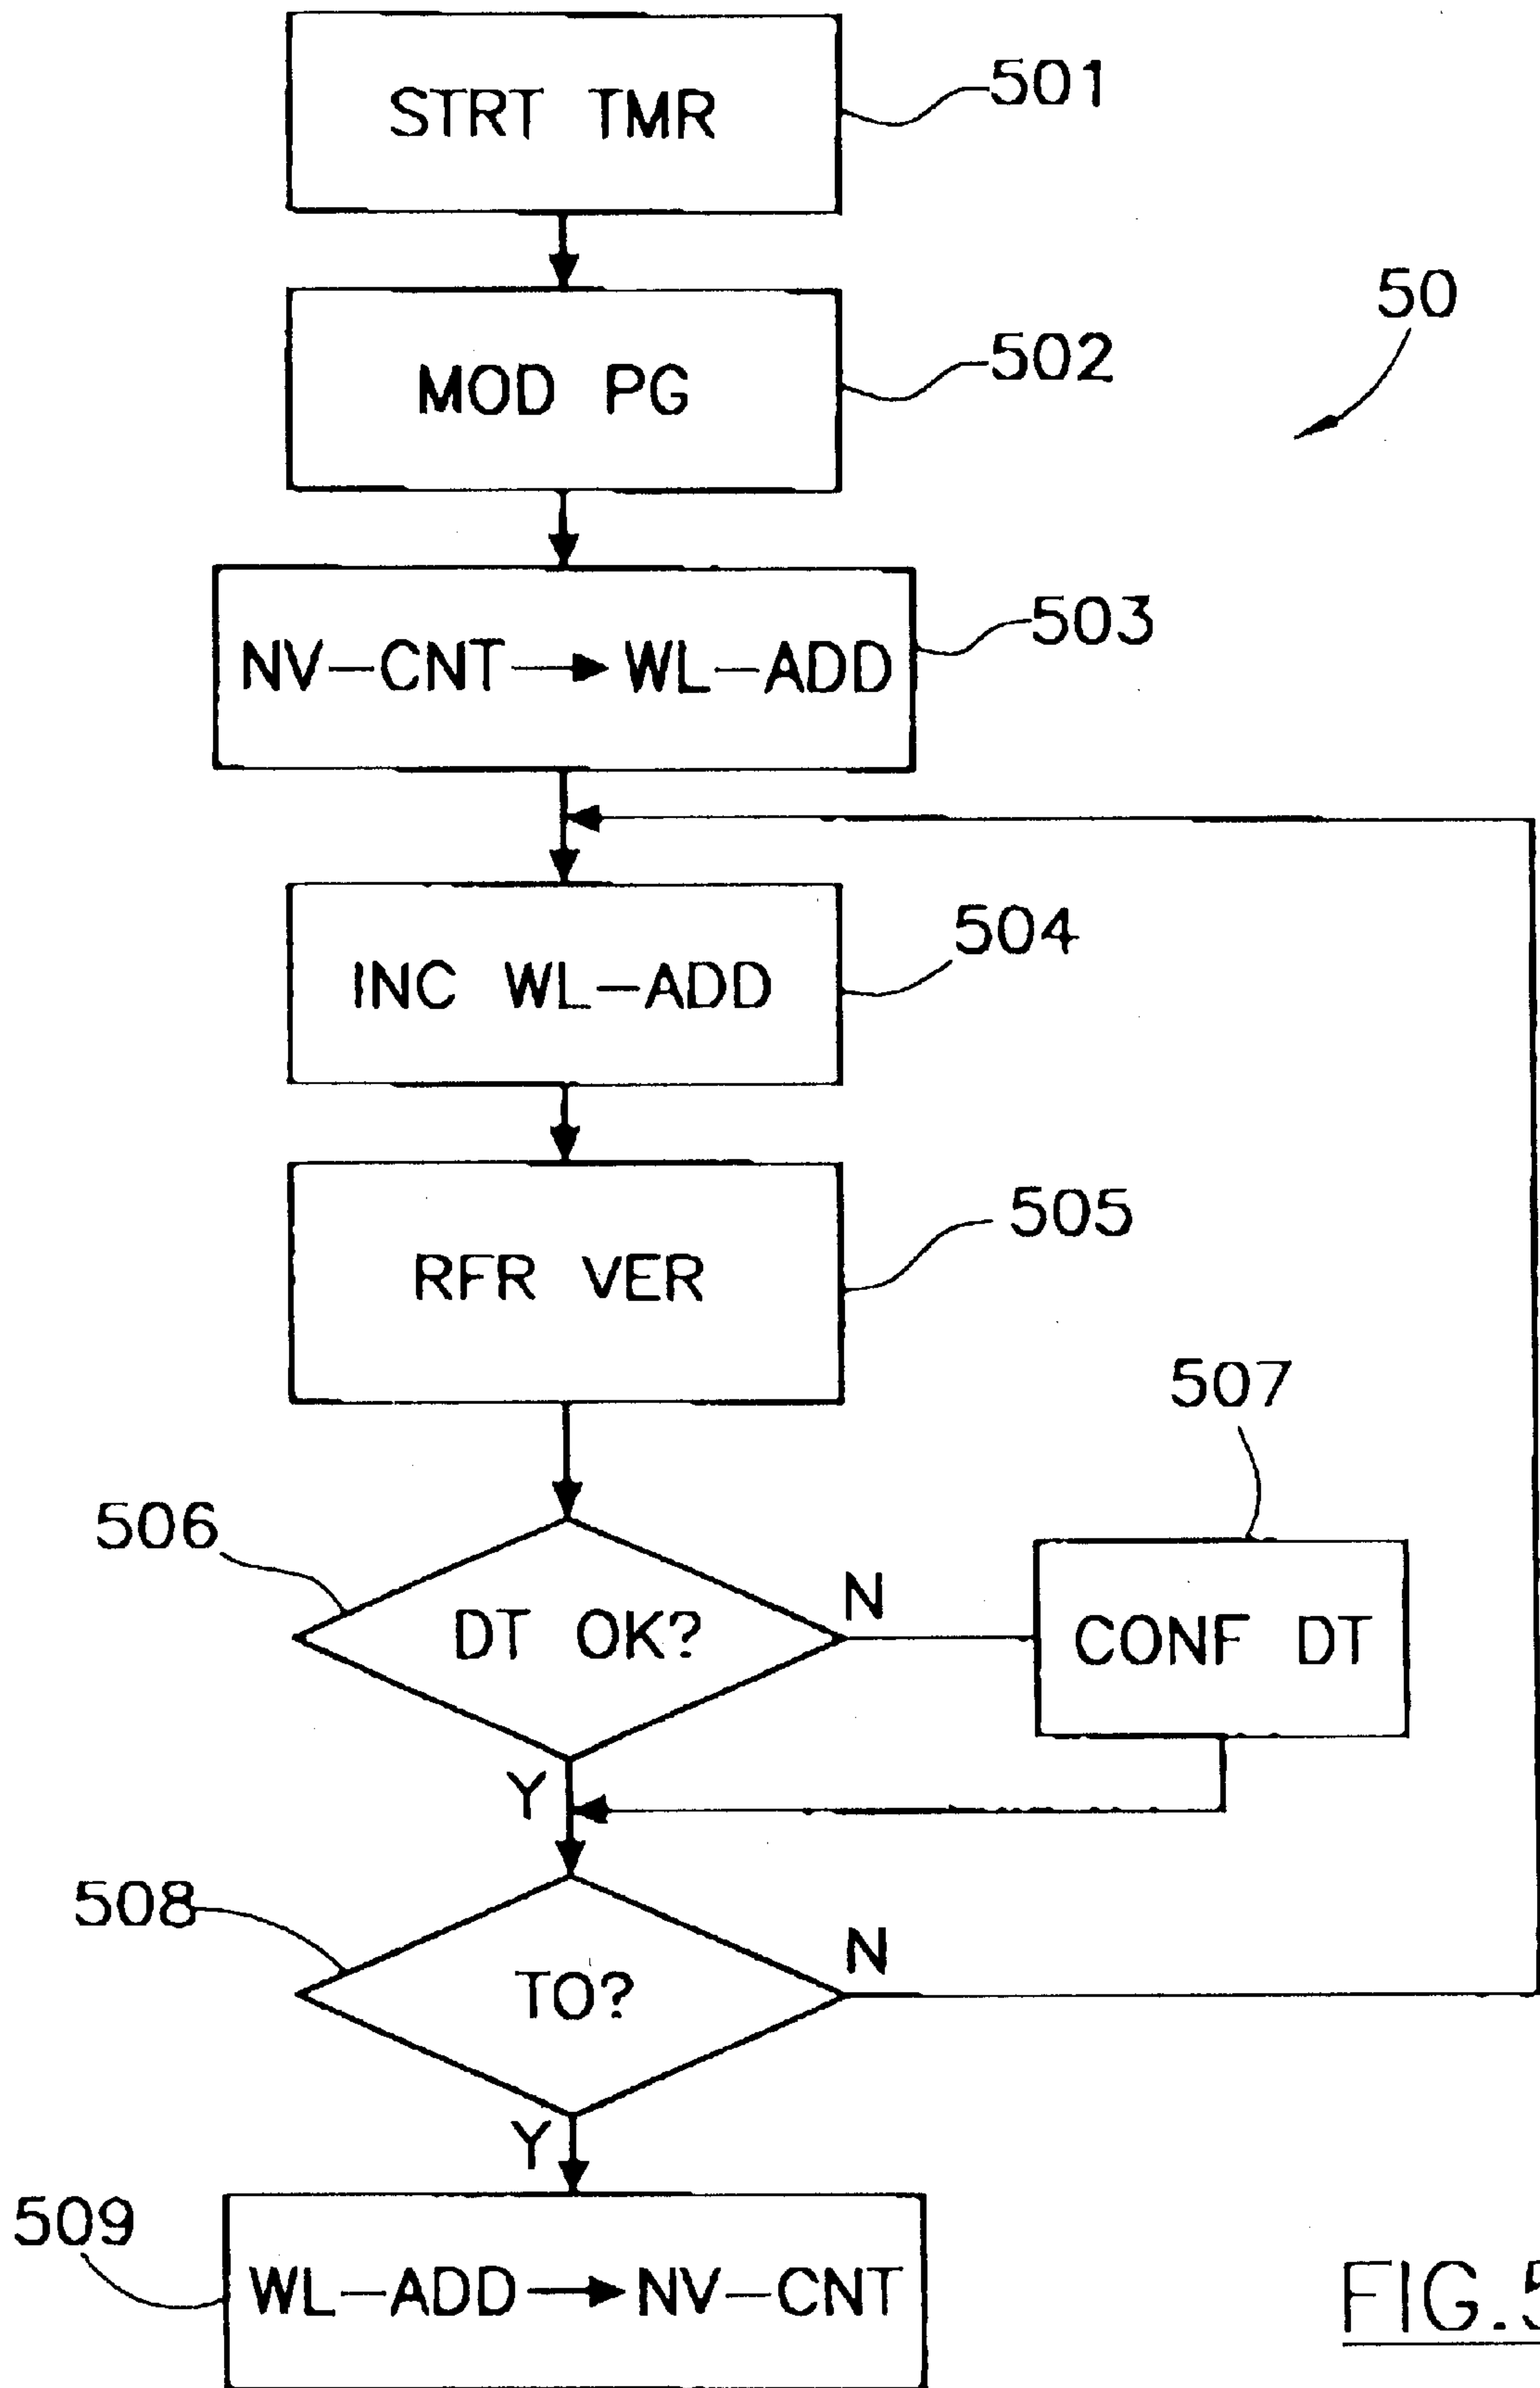 STRT TMR
501
50
MOD PG
502
NV-CNT→WL-ADD
503
INC WL-ADD
504
RFR VER
505
507
506
DT OK?
N
CONF DT
Y
508
TO?
N
Y
509
WL-ADD→NV-CNT
FIG.5